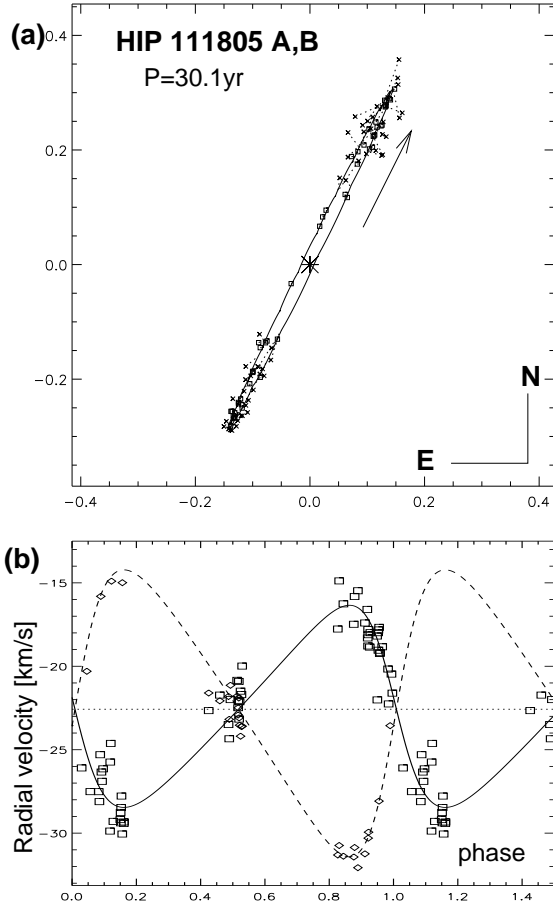 (a)
HIP 111805 A,B
P=30.1yr
0.4
0.2
0.0
−0.2
N
E
−0.4 −0.2 0.0 0.2 0.4
(b)
−15
−20
−25
−30
Radial velocity [km/s]
phase
0.0 0.2 0.4 0.6 0.8 1.0 1.2 1.4